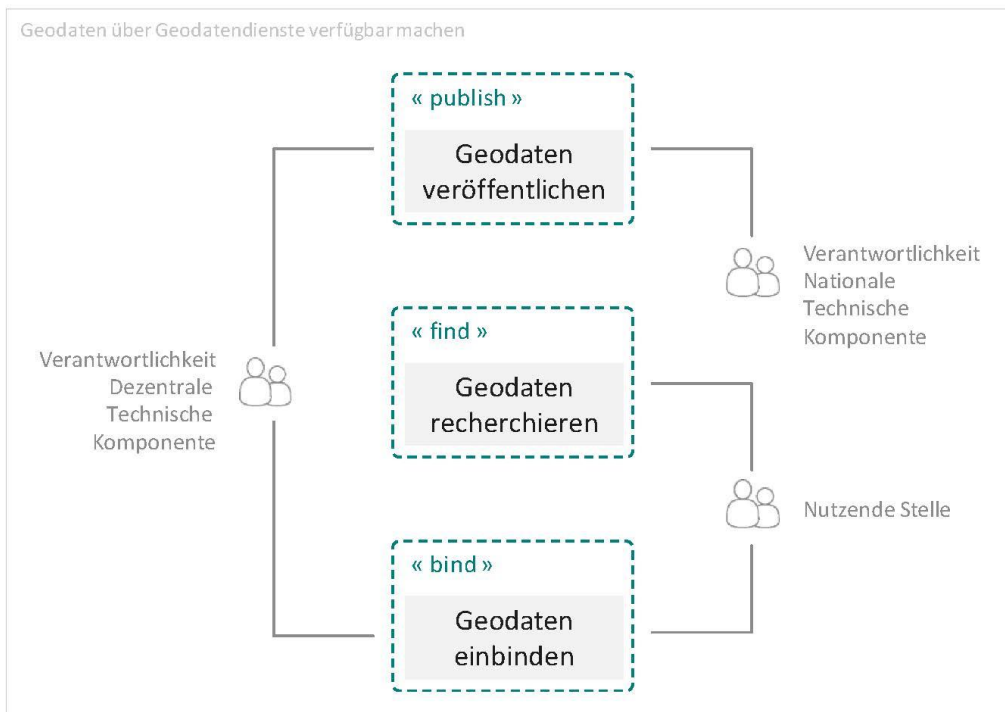 Geodaten über Geodatendienste verfügbar machen
« publish »
Geodaten
veröffentlichen
Verantwortlichkeit
Nationale
Technische
Komponente
« find »
Geodaten
recherchieren
Verantwortlichkeit
Dezentrale
Technische
Komponente
Nutzende Stelle
« bind »
Geodaten
einbinden